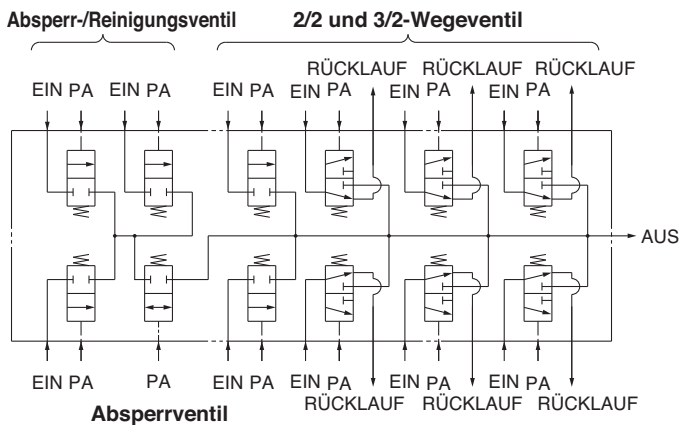 Absperr-/Reinigungsventil 2/2 und 3/2-Wegeventil
RÜCKLAUF RÜCKLAUF RÜCKLAUF
EIN PA EIN PA EIN PA EIN PA EIN PA EIN PA
AUS
EIN PA PA EIN PA EIN PA EIN PA EIN PA
RÜCKLAUF RÜCKLAUF RÜCKLAUF
Absperrventil